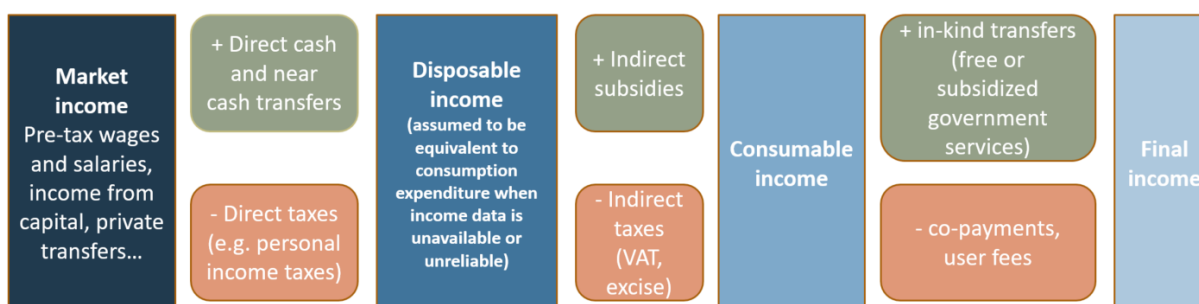 Market
income
Pre-tax wages
and salaries,
income from
capital, private
transfers...
+ Direct cash
and near
cash transfers
- Direct taxes
(e.g. personal
income taxes)
Disposable
income
(assumed to be
equivalent to
consumption
expenditure when
income data is
unavailable or
unreliable)
+ Indirect
subsidies
- Indirect
taxes
(VAT,
excise)
Consumable
income
+ in-kind transfers
(free or
subsidized
government
services)
- co-payments,
user fees
Final
income